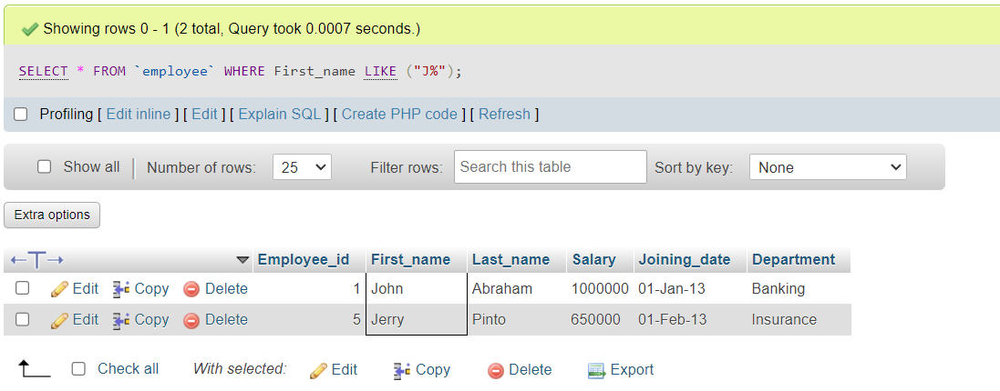 Showing rows 0 - 1 (2 total, Query took 0.0007 seconds.)
SELECT * FROM `employee` WHERE First_name LIKE ("J%");
Profiling [ Edit inline ] [ Edit ] [ Explain SQL ] [ Create PHP code ] [ Refresh ]
Show all | Number of rows: 25 Filter rows: Search this table Sort by key: None
Extra options
←T→ Employee_id First_name Last_name Salary Joining_date Department
Edit Copy Delete 1 John Abraham 1000000 01-Jan-13 Banking
Edit Copy Delete 5 Jerry Pinto 650000 01-Feb-13 Insurance
Check all With selected: Edit Copy Delete Export